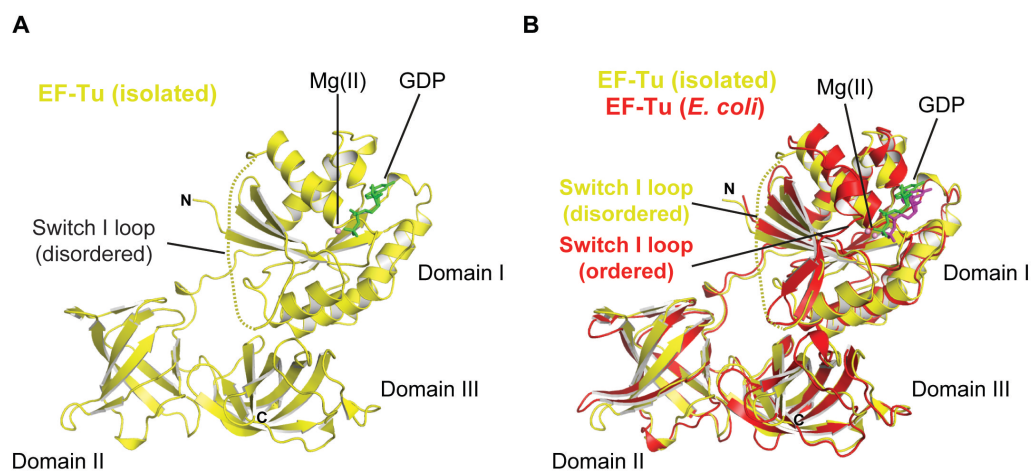 A
EF-Tu (isolated)
Mg(II)
GDP
N
Switch I loop
(disordered)
Domain I
Domain III
C
Domain II
B
EF-Tu (isolated)
EF-Tu (E. coli)
Mg(II)
GDP
N
Switch I loop
(disordered)
Switch I loop
(ordered)
Domain I
Domain III
C
Domain II